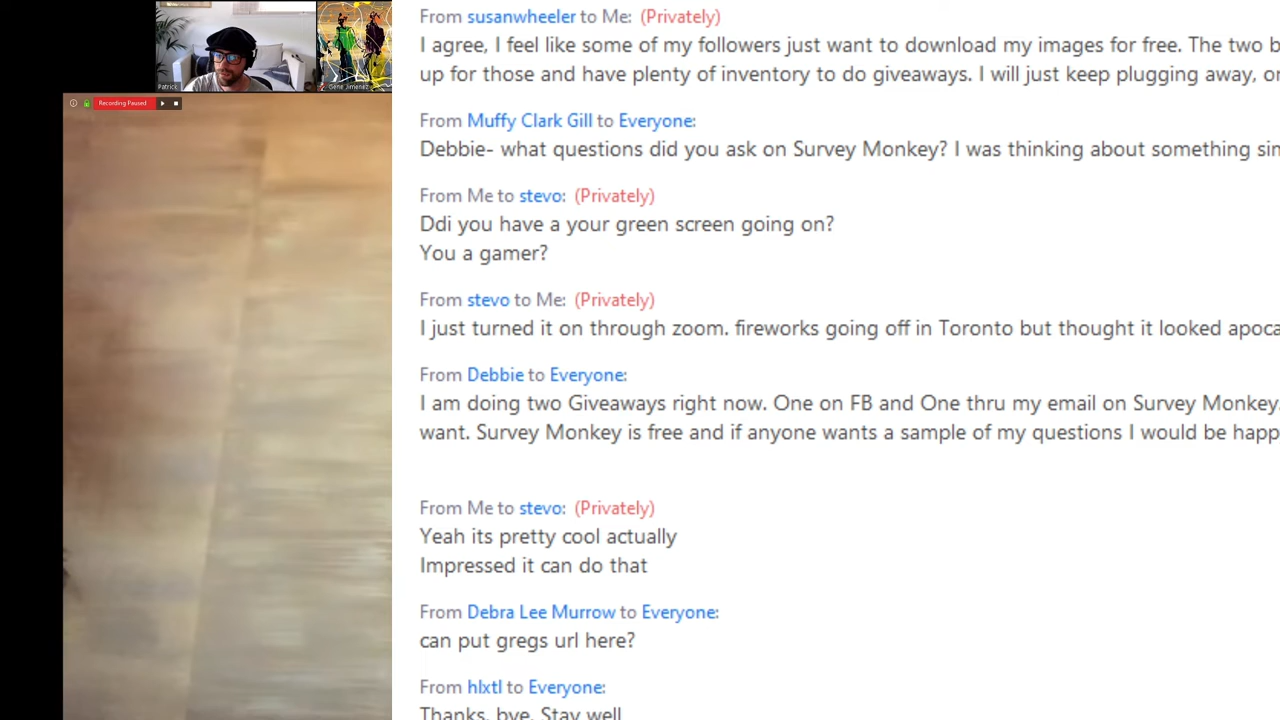 Patrick
Gene Jimenez
Recording Paused
From susanwheeler to Me: (Privately)
I agree, I feel like some of my followers just want to download my images for free. The two b
up for those and have plenty of inventory to do giveaways. I will just keep plugging away, or
From Muffy Clark Gill to Everyone:
Debbie- what questions did you ask on Survey Monkey? I was thinking about something sin
From Me to stevo: (Privately)
Ddi you have a your green screen going on?
You a gamer?
From stevo to Me: (Privately)
I just turned it on through zoom. fireworks going off in Toronto but thought it looked apoca
From Debbie to Everyone:
I am doing two Giveaways right now. One on FB and One thru my email on Survey Monkey.
want. Survey Monkey is free and if anyone wants a sample of my questions I would be happ
From Me to stevo: (Privately)
Yeah its pretty cool actually
Impressed it can do that
From Debra Lee Murrow to Everyone:
can put gregs url here?
From hlxtl to Everyone:
Thanks, bye. Stay well